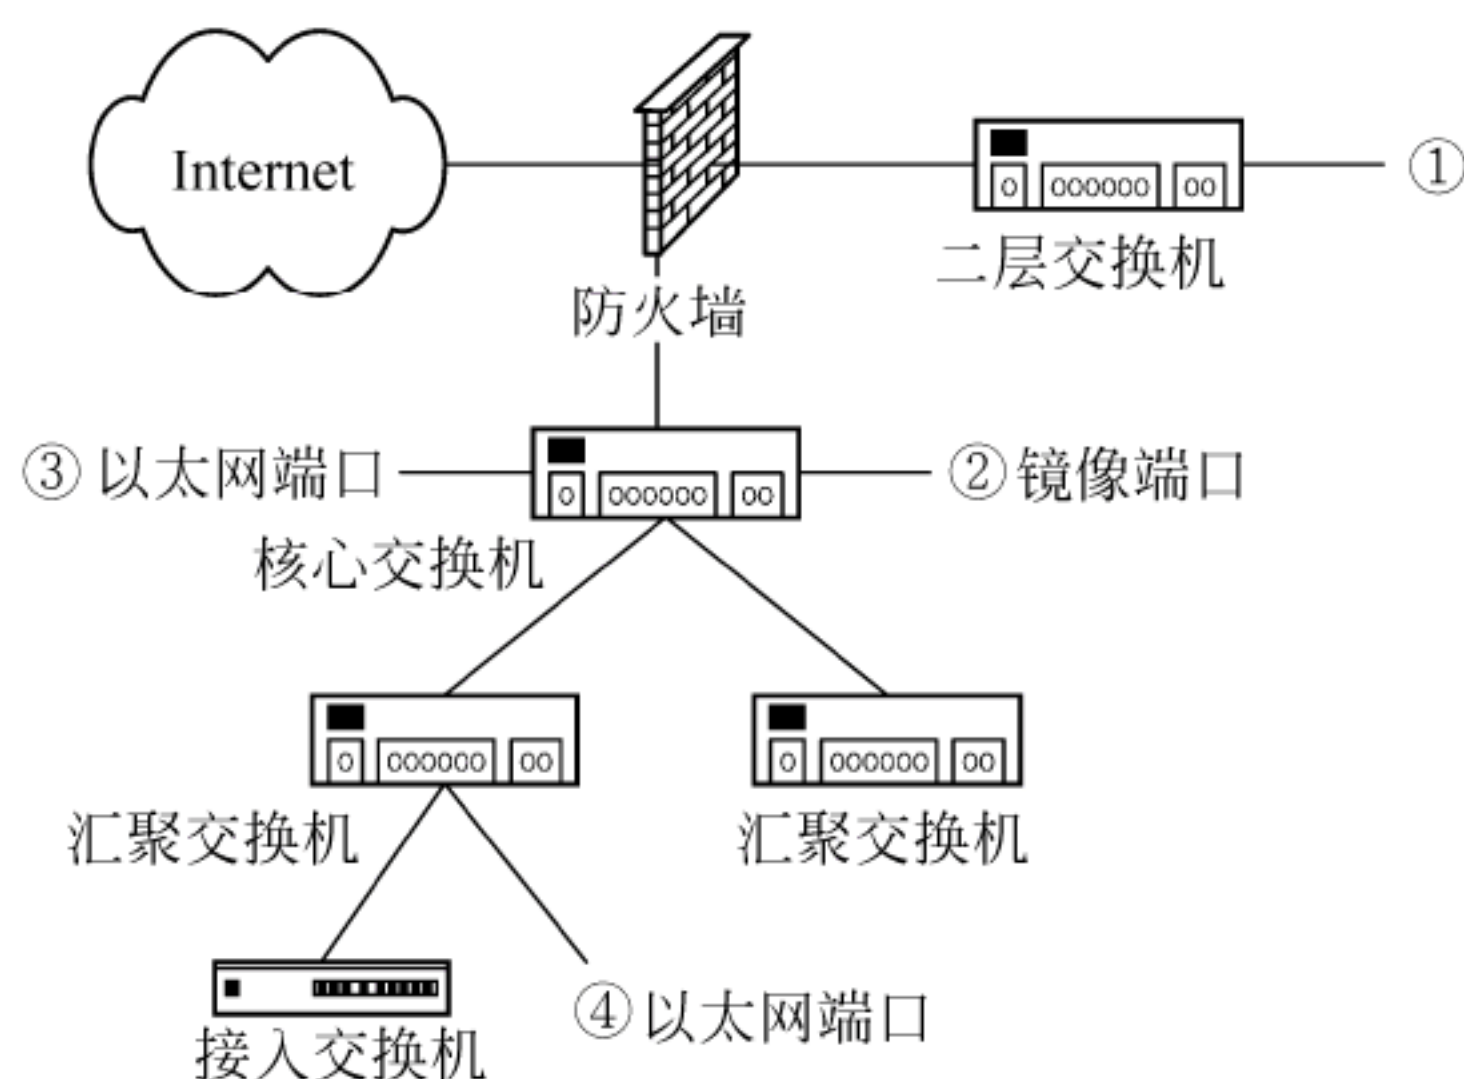 Internet
①
二层交换机
防火墙
③以太网端口
②镜像端口
核心交换机
汇聚交换机
汇聚交换机
④以太网端口
接入交换机